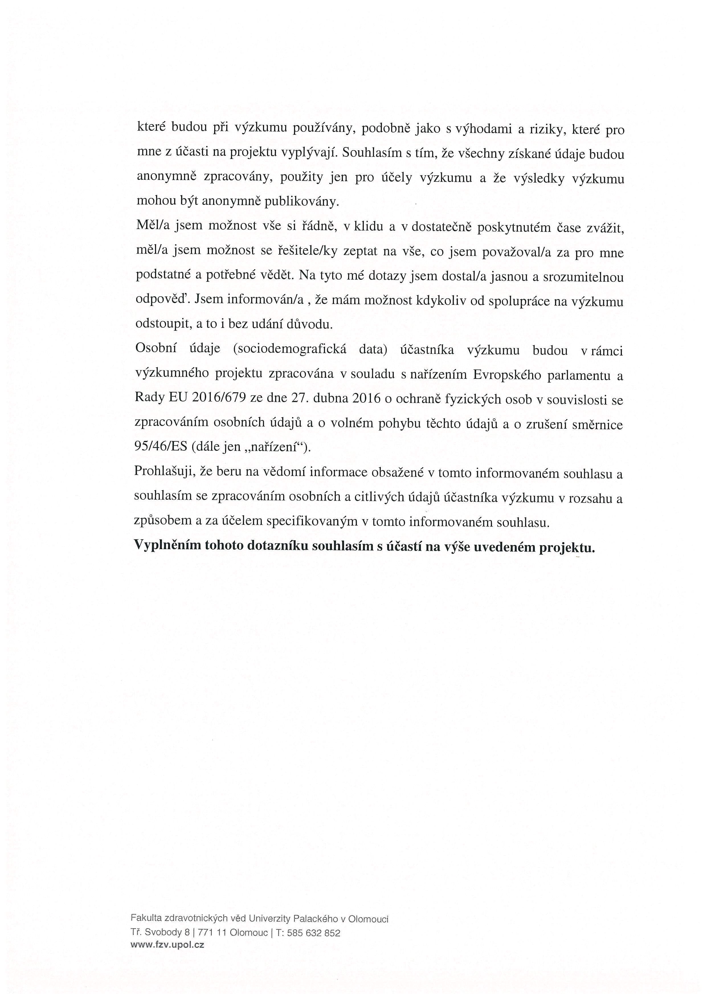 které budou při výzkumu používány, podobně jako s výhodami a riziky, které pro
mne z účasti na projektu vyplývají. Souhlasím s tím, že všechny získané údaje budou
anonymně zpracovány, použity jen pro účely výzkumu a že výsledky výzkumu
mohou být anonymně publikovány.
Měl/a jsem možnost vše si řádně, v klidu a v dostatečně poskytnutém čase zvážit,
měl/a jsem možnost se řešitele/ky zeptat na vše, co jsem považoval/a za pro mne
podstatné a potřebné vědět. Na tyto mé dotazy jsem dostal/a jasnou a srozumitelnou
odpověď. Jsem informován/a , že mám možnost kdykoliv od spolupráce na výzkumu
odstoupit, a to i bez udání důvodu.
Osobní údaje (sociodemografická data) účastníka výzkumu budou v rámci
výzkumného projektu zpracována v souladu s nařízením Evropského parlamentu a
Rady EU 2016/679 ze dne 27. dubna 2016 o ochraně fyzických osob v souvislosti se
zpracováním osobních údajů a o volném pohybu těchto údajů a o zrušení směrnice
95/46/ES (dále jen „nařízení“).
Prohlašuji, že beru na vědomí informace obsažené v tomto informovaném souhlasu a
souhlasím se zpracováním osobních a citlivých údajů účastníka výzkumu v rozsahu a
způsobem a za účelem specifikovaným v tomto informovaném souhlasu.
Vyplněním tohoto dotazníku souhlasím s účastí na výše uvedeném projektu.
Fakulta zdravotnických věd Univerzity Palackého v Olomouci
Tř. Svobody 8 | 771 11 Olomouc | T: 585 632 852
www.fzv.upol.cz